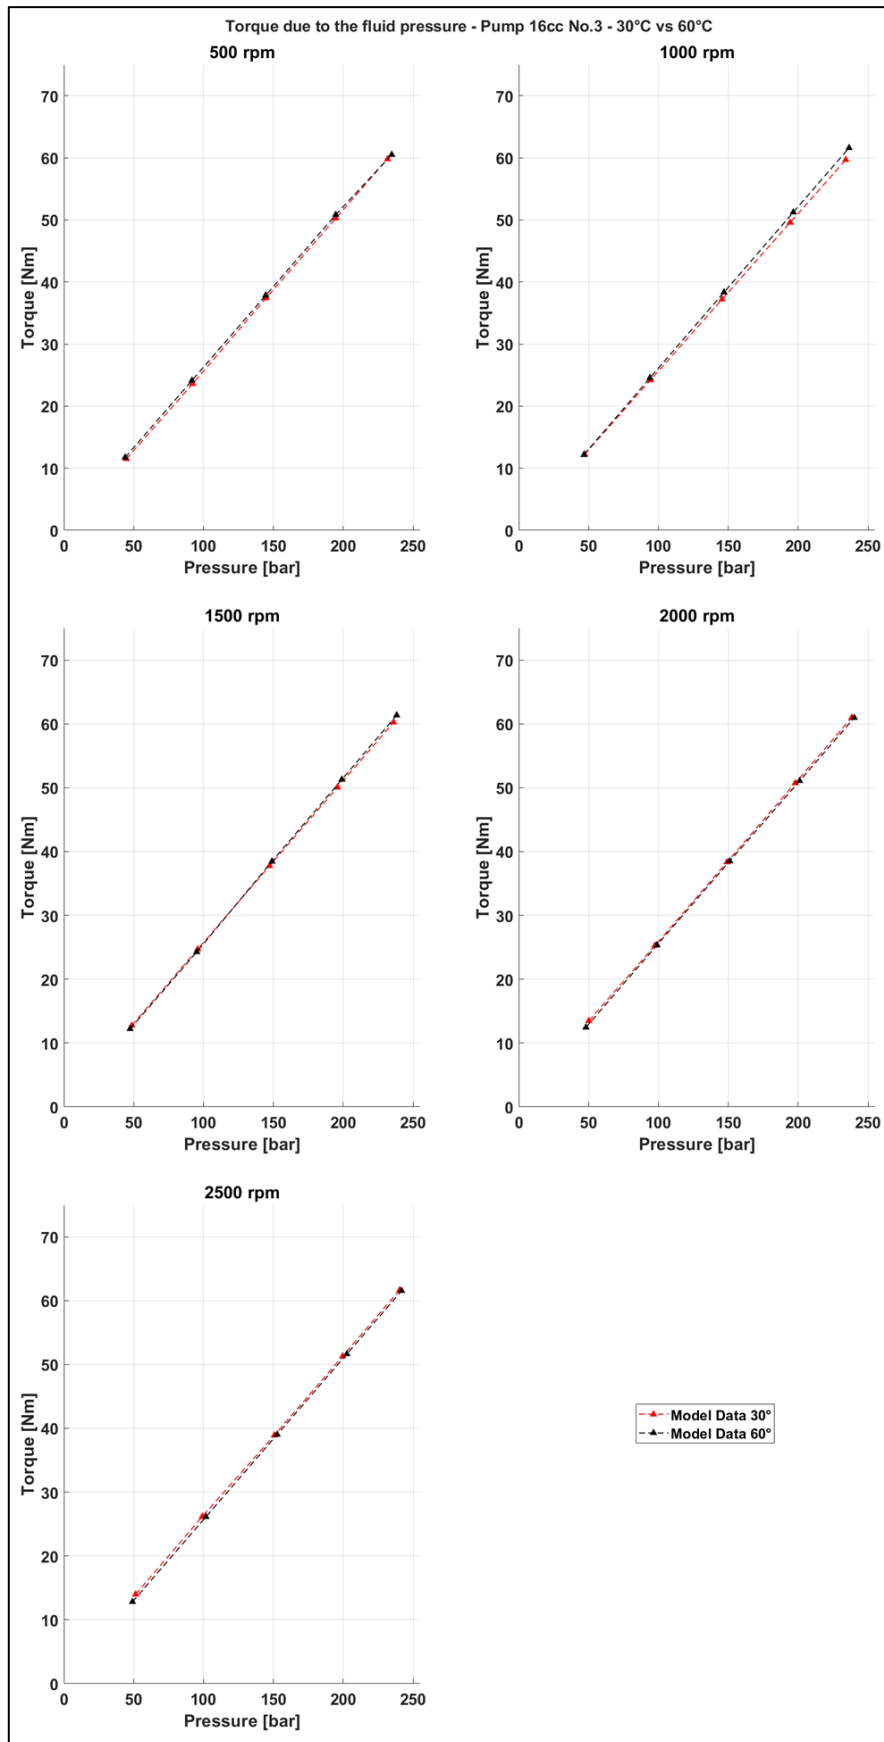 Torque due to the fluid pressure - Pump 16cc No.3 - 30°C vs 60°C
500 rpm
70
60
50
40
30
20
10
0
Torque [Nm]
0 50 100 150 200 250
Pressure [bar]
1000 rpm
70
60
50
40
30
20
10
0
Torque [Nm]
0 50 100 150 200 250
Pressure [bar]
1500 rpm
70
60
50
40
30
20
10
0
Torque [Nm]
0 50 100 150 200 250
Pressure [bar]
2000 rpm
70
60
50
40
30
20
10
0
Torque [Nm]
0 50 100 150 200 250
Pressure [bar]
2500 rpm
70
60
50
40
30
20
10
0
Torque [Nm]
0 50 100 150 200 250
Pressure [bar]
Model Data 30°
Model Data 60°